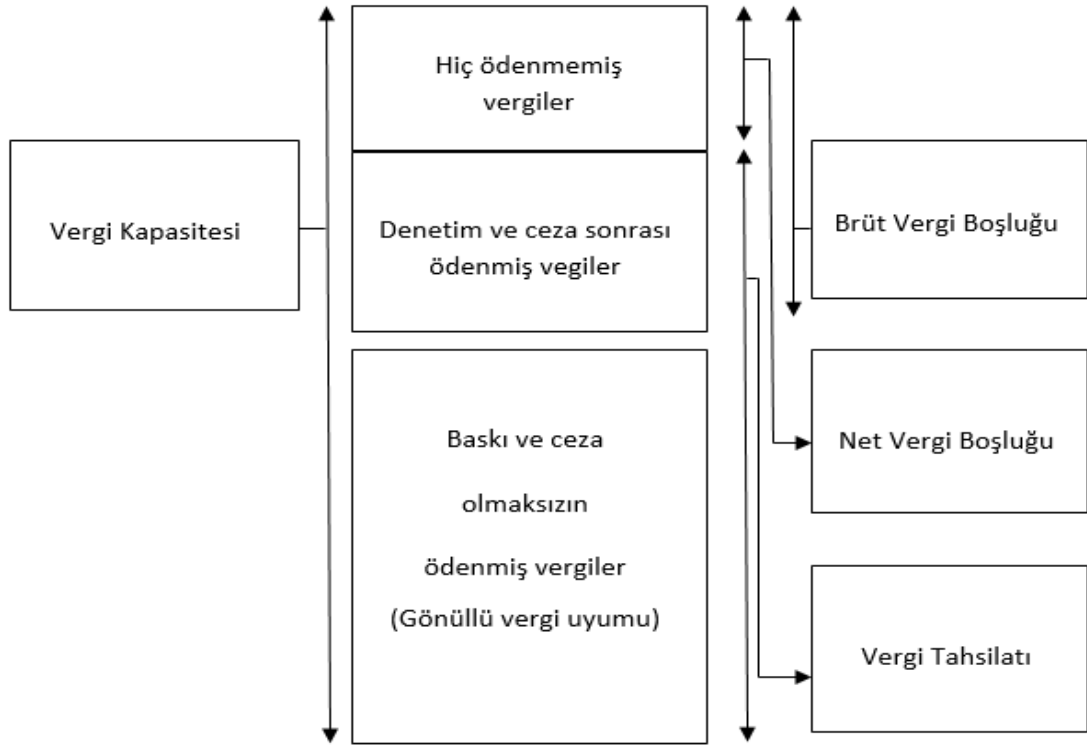 Hiç ödenmemiş
vergiler
Vergi Kapasitesi
Denetim ve ceza sonrası
ödenmiş vegiler
Brüt Vergi Boşluğu
Baskı ve ceza
olmaksızın
ödenmiş vergiler
(Gönüllü vergi uyumu)
Net Vergi Boşluğu
Vergi Tahsilatı